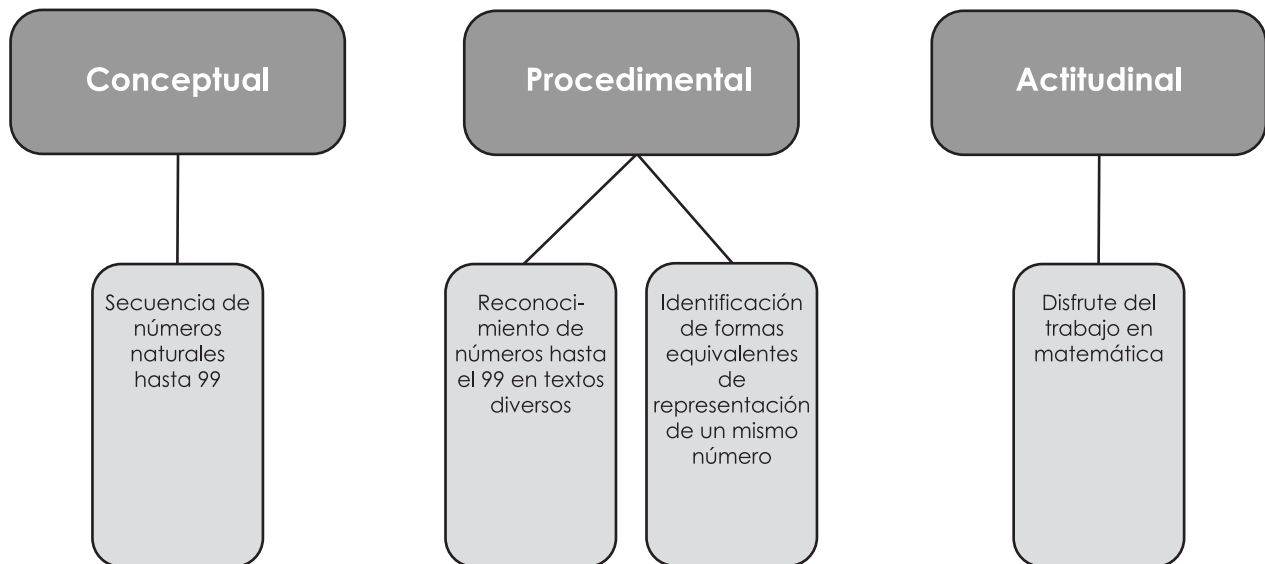 Conceptual
Procedimental
Actitudinal
Secuencia de
números
naturales
hasta 99
Reconoci-
miento de
números hasta
el 99 en textos
diversos
Identificación
de formas
equivalentes
de
representación
de un mismo
número
Disfrute del
trabajo en
matemática